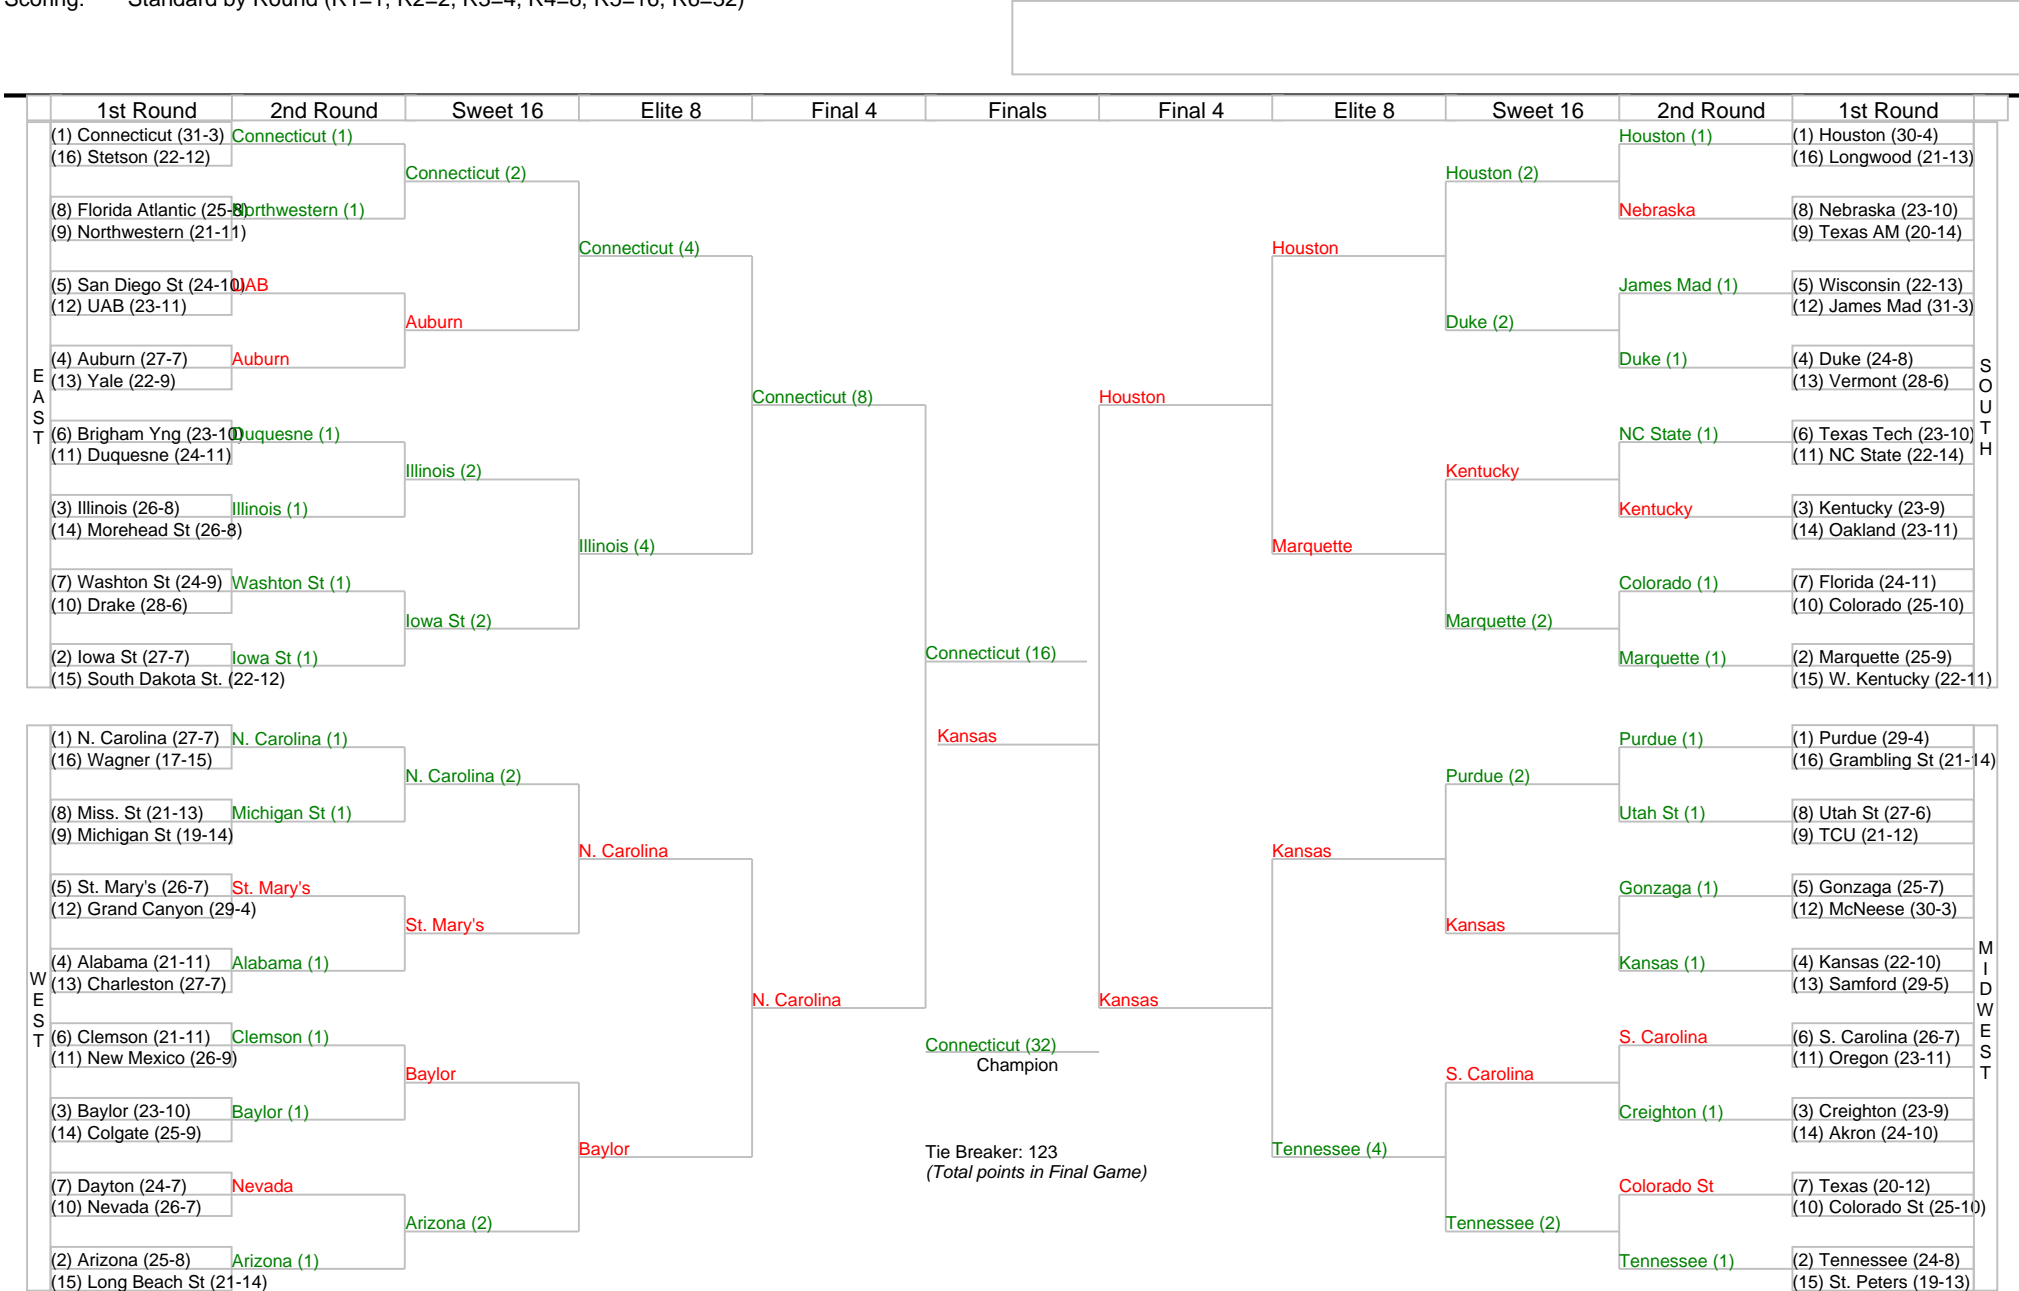 Scoring: Standard by Round (R1=1, R2=2, R3=4, R4=8, R5=16, R6=32)
1st Round 2nd Round Sweet 16 Elite 8 Final 4 Finals Final 4 Elite 8 Sweet 16 2nd Round 1st Round
EAST
(1) Connecticut (31-3)
(16) Stetson (22-12)
(8) Florida Atlantic (25-8)
(9) Northwestern (21-11)
(5) San Diego St (24-10)
(12) UAB (23-11)
(4) Auburn (27-7)
(13) Yale (22-9)
(6) Brigham Yng (23-10)
(11) Duquesne (24-11)
(3) Illinois (26-8)
(14) Morehead St (26-8)
(7) Washton St (24-9)
(10) Drake (28-6)
(2) Iowa St (27-7)
(15) South Dakota St. (22-12)
Connecticut (1)
Northwestern (1)
UAB
Auburn
Duquesne (1)
Illinois (1)
Washton St (1)
Iowa St (1)
Connecticut (2)
Auburn
Illinois (2)
Iowa St (2)
Connecticut (4)
Illinois (4)
Connecticut (8)
WEST
(1) N. Carolina (27-7)
(16) Wagner (17-15)
(8) Miss. St (21-13)
(9) Michigan St (19-14)
(5) St. Mary's (26-7)
(12) Grand Canyon (29-4)
(4) Alabama (21-11)
(13) Charleston (27-7)
(6) Clemson (21-11)
(11) New Mexico (26-9)
(3) Baylor (23-10)
(14) Colgate (25-9)
(7) Dayton (24-7)
(10) Nevada (26-7)
(2) Arizona (25-8)
(15) Long Beach St (21-14)
N. Carolina (1)
Michigan St (1)
St. Mary's
Alabama (1)
Clemson (1)
Baylor (1)
Nevada
Arizona (1)
N. Carolina (2)
St. Mary's
Baylor
Arizona (2)
N. Carolina
Baylor
N. Carolina
Connecticut (16)
Kansas
Connecticut (32)
Champion
Tie Breaker: 123
(Total points in Final Game)
Houston
Kansas
Houston
Marquette
Houston (2)
Duke (2)
Kentucky
Marquette (2)
Houston (1)
Nebraska
James Mad (1)
Duke (1)
NC State (1)
Kentucky
Colorado (1)
Marquette (1)
(1) Houston (30-4)
(16) Longwood (21-13)
(8) Nebraska (23-10)
(9) Texas AM (20-14)
(5) Wisconsin (22-13)
(12) James Mad (31-3)
(4) Duke (24-8)
(13) Vermont (28-6)
(6) Texas Tech (23-10)
(11) NC State (22-14)
(3) Kentucky (23-9)
(14) Oakland (23-11)
(7) Florida (24-11)
(10) Colorado (25-10)
(2) Marquette (25-9)
(15) W. Kentucky (22-11)
SOUTH
Kansas
Tennessee (4)
Purdue (2)
Kansas
S. Carolina
Tennessee (2)
Purdue (1)
Utah St (1)
Gonzaga (1)
Kansas (1)
S. Carolina
Creighton (1)
Colorado St
Tennessee (1)
(1) Purdue (29-4)
(16) Grambling St (21-14)
(8) Utah St (27-6)
(9) TCU (21-12)
(5) Gonzaga (25-7)
(12) McNeese (30-3)
(4) Kansas (22-10)
(13) Samford (29-5)
(6) S. Carolina (26-7)
(11) Oregon (23-11)
(3) Creighton (23-9)
(14) Akron (24-10)
(7) Texas (20-12)
(10) Colorado St (25-10)
(2) Tennessee (24-8)
(15) St. Peters (19-13)
MIDWEST